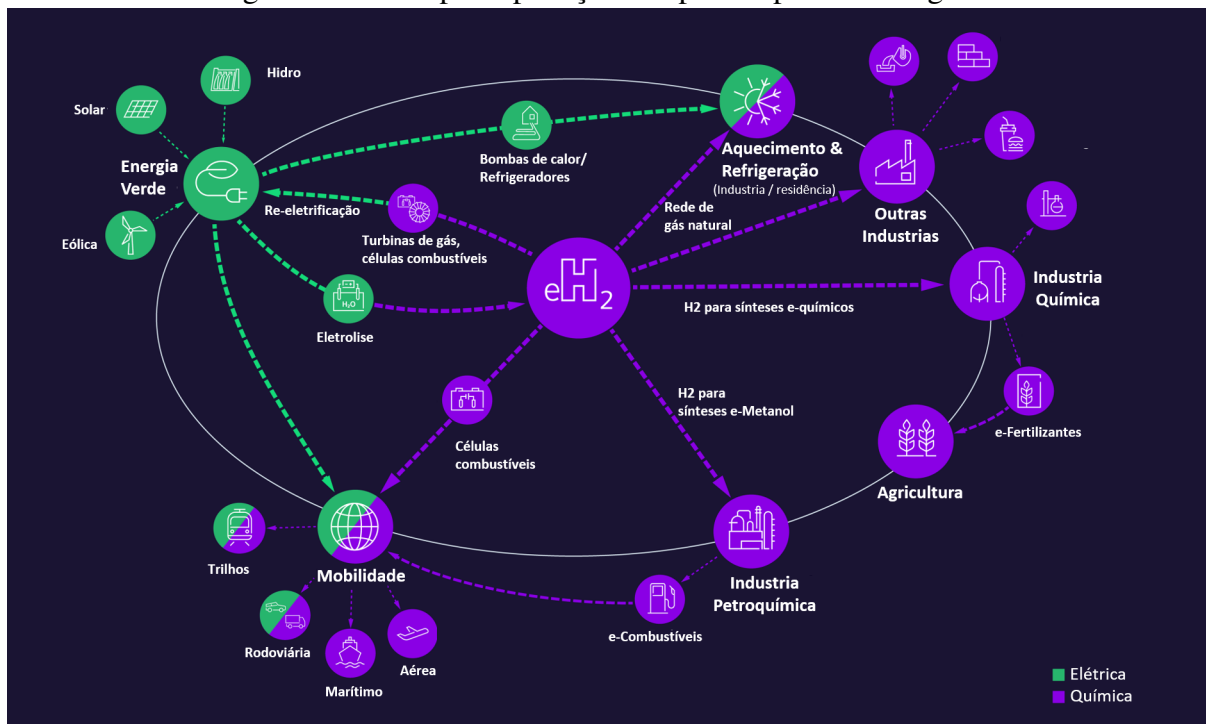 Hidro
Solar
Energia
Verde
Eólica
Bombas de calor/
Refrigeradores
Re-eletrificação
Turbinas de gás,
células combustíveis
H₂O
Eletrolise
eH2
Aquecimento &
Refrigeração
(Industria / residência)
Rede de
gás natural
Outras
Industrias
H2 para sínteses e-químicos
Industria
Química
H2 para
sínteses e-Metanol
e-Fertilizantes
Agricultura
Células
combustíveis
Trilhos
Mobilidade
Rodoviária
Marítimo
Aérea
e-Combustíveis
Industria
Petroquímica
Elétrica
Química